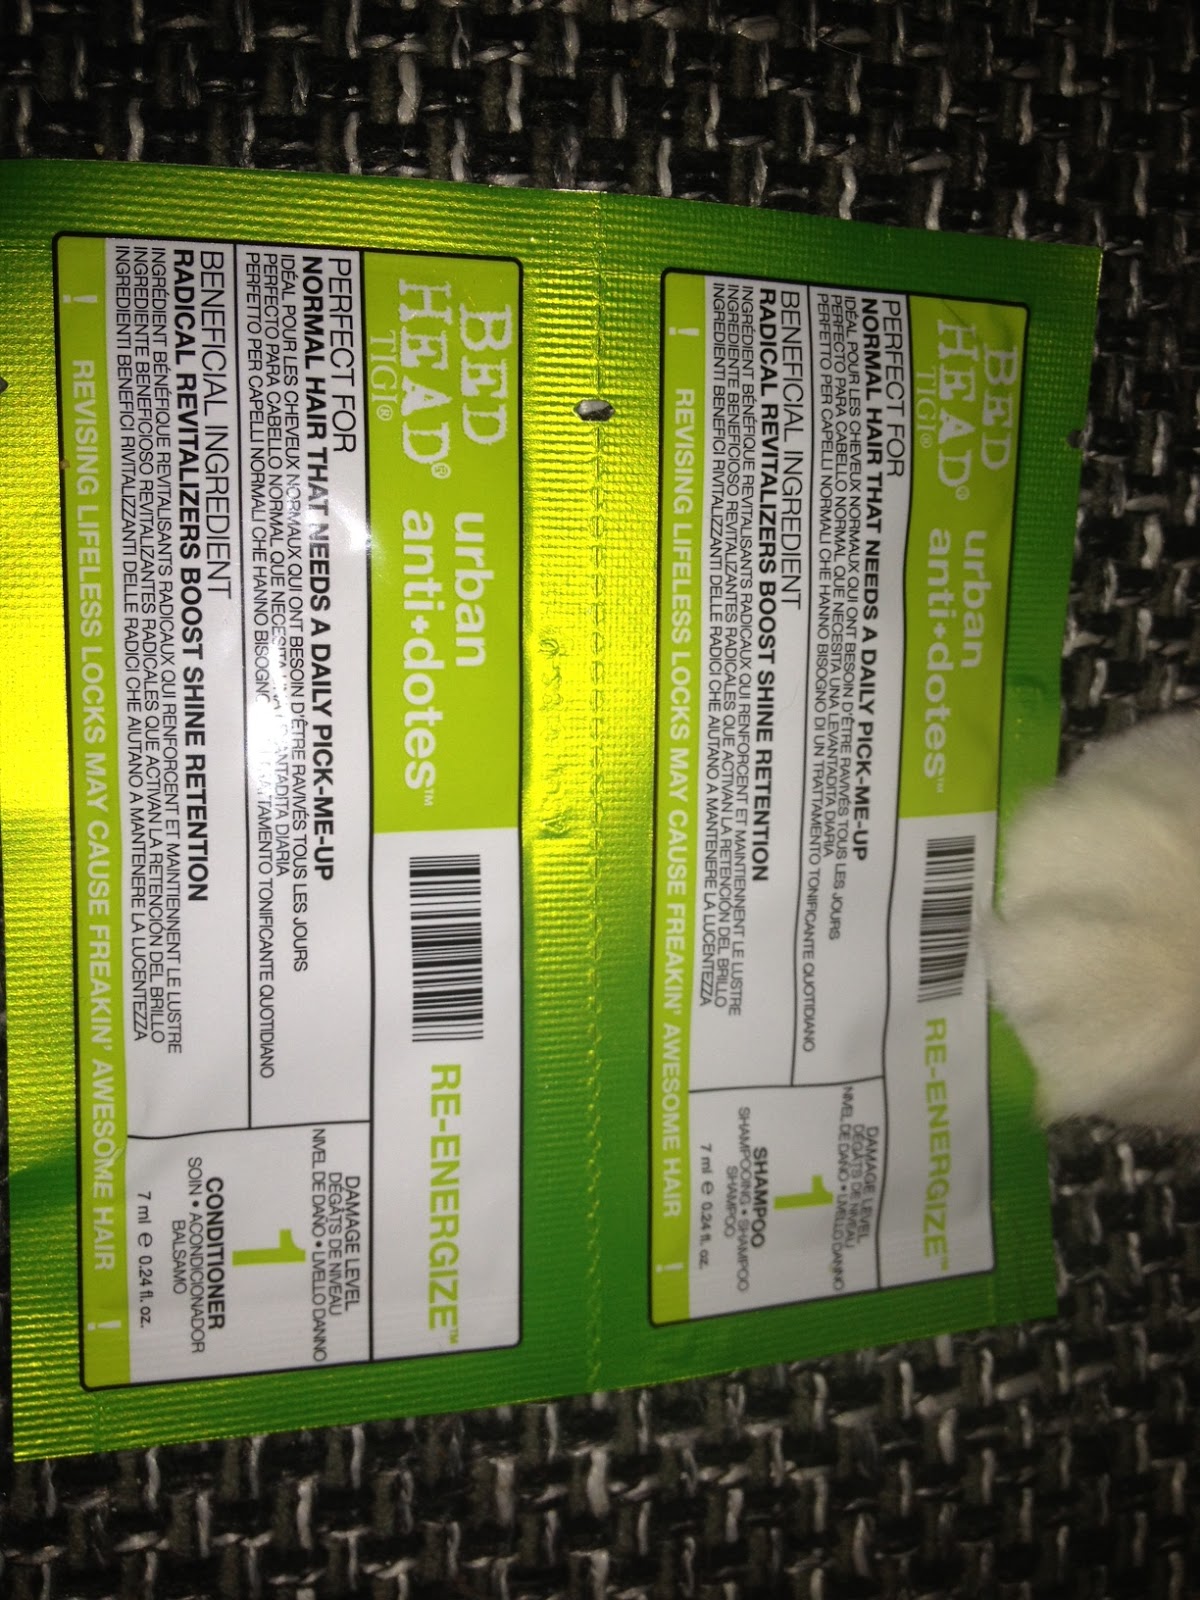 BED
HEAD®
TIGI®
urban
anti+dotes™
RE-ENERGIZE™
PERFECT FOR
NORMAL HAIR THAT NEEDS A DAILY PICK-ME-UP
IDÉAL POUR LES CHEVEUX NORMAUX QUI ONT BESOIN D'ÊTRE RAVIVÉS TOUS LES JOURS
PERFECTO PARA CABELLO NORMAL QUE NECESITA UNA LEVANTADITA DIARIA
PERFETTO PER CAPELLI NORMALI CHE HANNO BISOGNO DI UN TRATTAMENTO TONIFICANTE QUOTIDIANO
BENEFICIAL INGREDIENT
RADICAL REVITALIZERS BOOST SHINE RETENTION
INGRÉDIENT BÉNÉFIQUE REVITALISANTS RADICAUX QUI RENFORCENT ET MAINTIENNENT LE LUSTRE
INGREDIENTE BENEFICIOSO REVITALIZANTES RADICALES QUE ACTIVAN LA RETENCIÓN DEL BRILLO
INGREDIENTI BENEFICI RIVITALIZZANTI DELLE RADICI CHE AIUTANO A MANTENERE LA LUCENTEZZA
DAMAGE LEVEL
DÉGÂTS DE NIVEAU
NIVEL DE DAÑO • LIVELLO DANNO
1
SHAMPOO
SHAMPOOING • SHAMPOO
SHAMPOO
7 ml e 0.24 fl. oz.
! REVISING LIFELESS LOCKS MAY CAUSE FREAKIN' AWESOME HAIR !
BED
HEAD®
TIGI®
urban
anti+dotes™
RE-ENERGIZE™
PERFECT FOR
NORMAL HAIR THAT NEEDS A DAILY PICK-ME-UP
IDÉAL POUR LES CHEVEUX NORMAUX QUI ONT BESOIN D'ÊTRE RAVIVÉS TOUS LES JOURS
PERFECTO PARA CABELLO NORMAL QUE NECESITA LEVANTADITA DIARIA
PERFETTO PER CAPELLI NORMALI CHE HANNO BISOGNO TRATTAMENTO TONIFICANTE QUOTIDIANO
BENEFICIAL INGREDIENT
RADICAL REVITALIZERS BOOST SHINE RETENTION
INGRÉDIENT BÉNÉFIQUE REVITALISANTS RADICAUX QUI RENFORCENT ET MAINTIENNENT LE LUSTRE
INGREDIENTE BENEFICIOSO REVITALIZANTES RADICALES QUE ACTIVAN LA RETENCIÓN DEL BRILLO
INGREDIENTI BENEFICI RIVITALIZZANTI DELLE RADICI CHE AIUTANO A MANTENERE LA LUCENTEZZA
DAMAGE LEVEL
DÉGÂTS DE NIVEAU
NIVEL DE DAÑO • LIVELLO DANNO
1
CONDITIONER
SOIN • ACONDICIONADOR
BALSAMO
7 ml e 0.24 fl. oz.
! REVISING LIFELESS LOCKS MAY CAUSE FREAKIN' AWESOME HAIR !